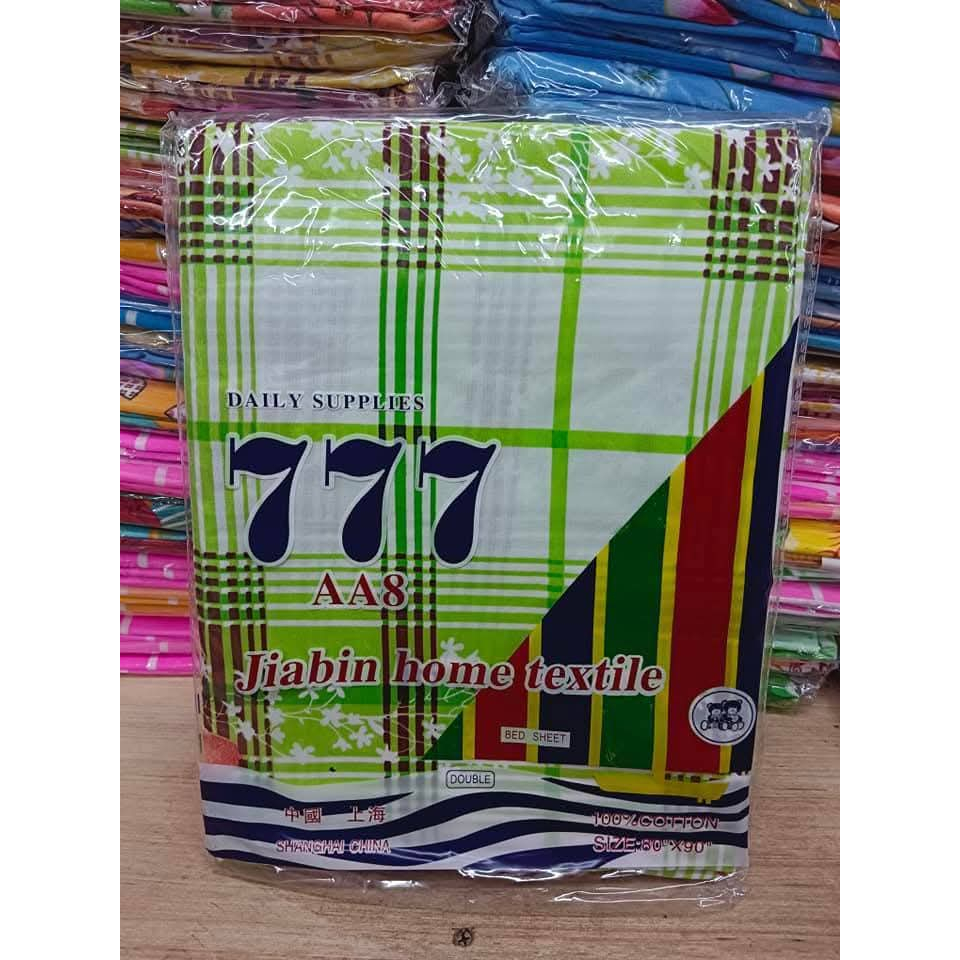 DAILY SUPPLIES
777
AA8
Jiabin home textile
BED SHEET
DOUBLE
中國 上海
SHANGHAI CHINA
100%COTTON
SIZE:80"X90"